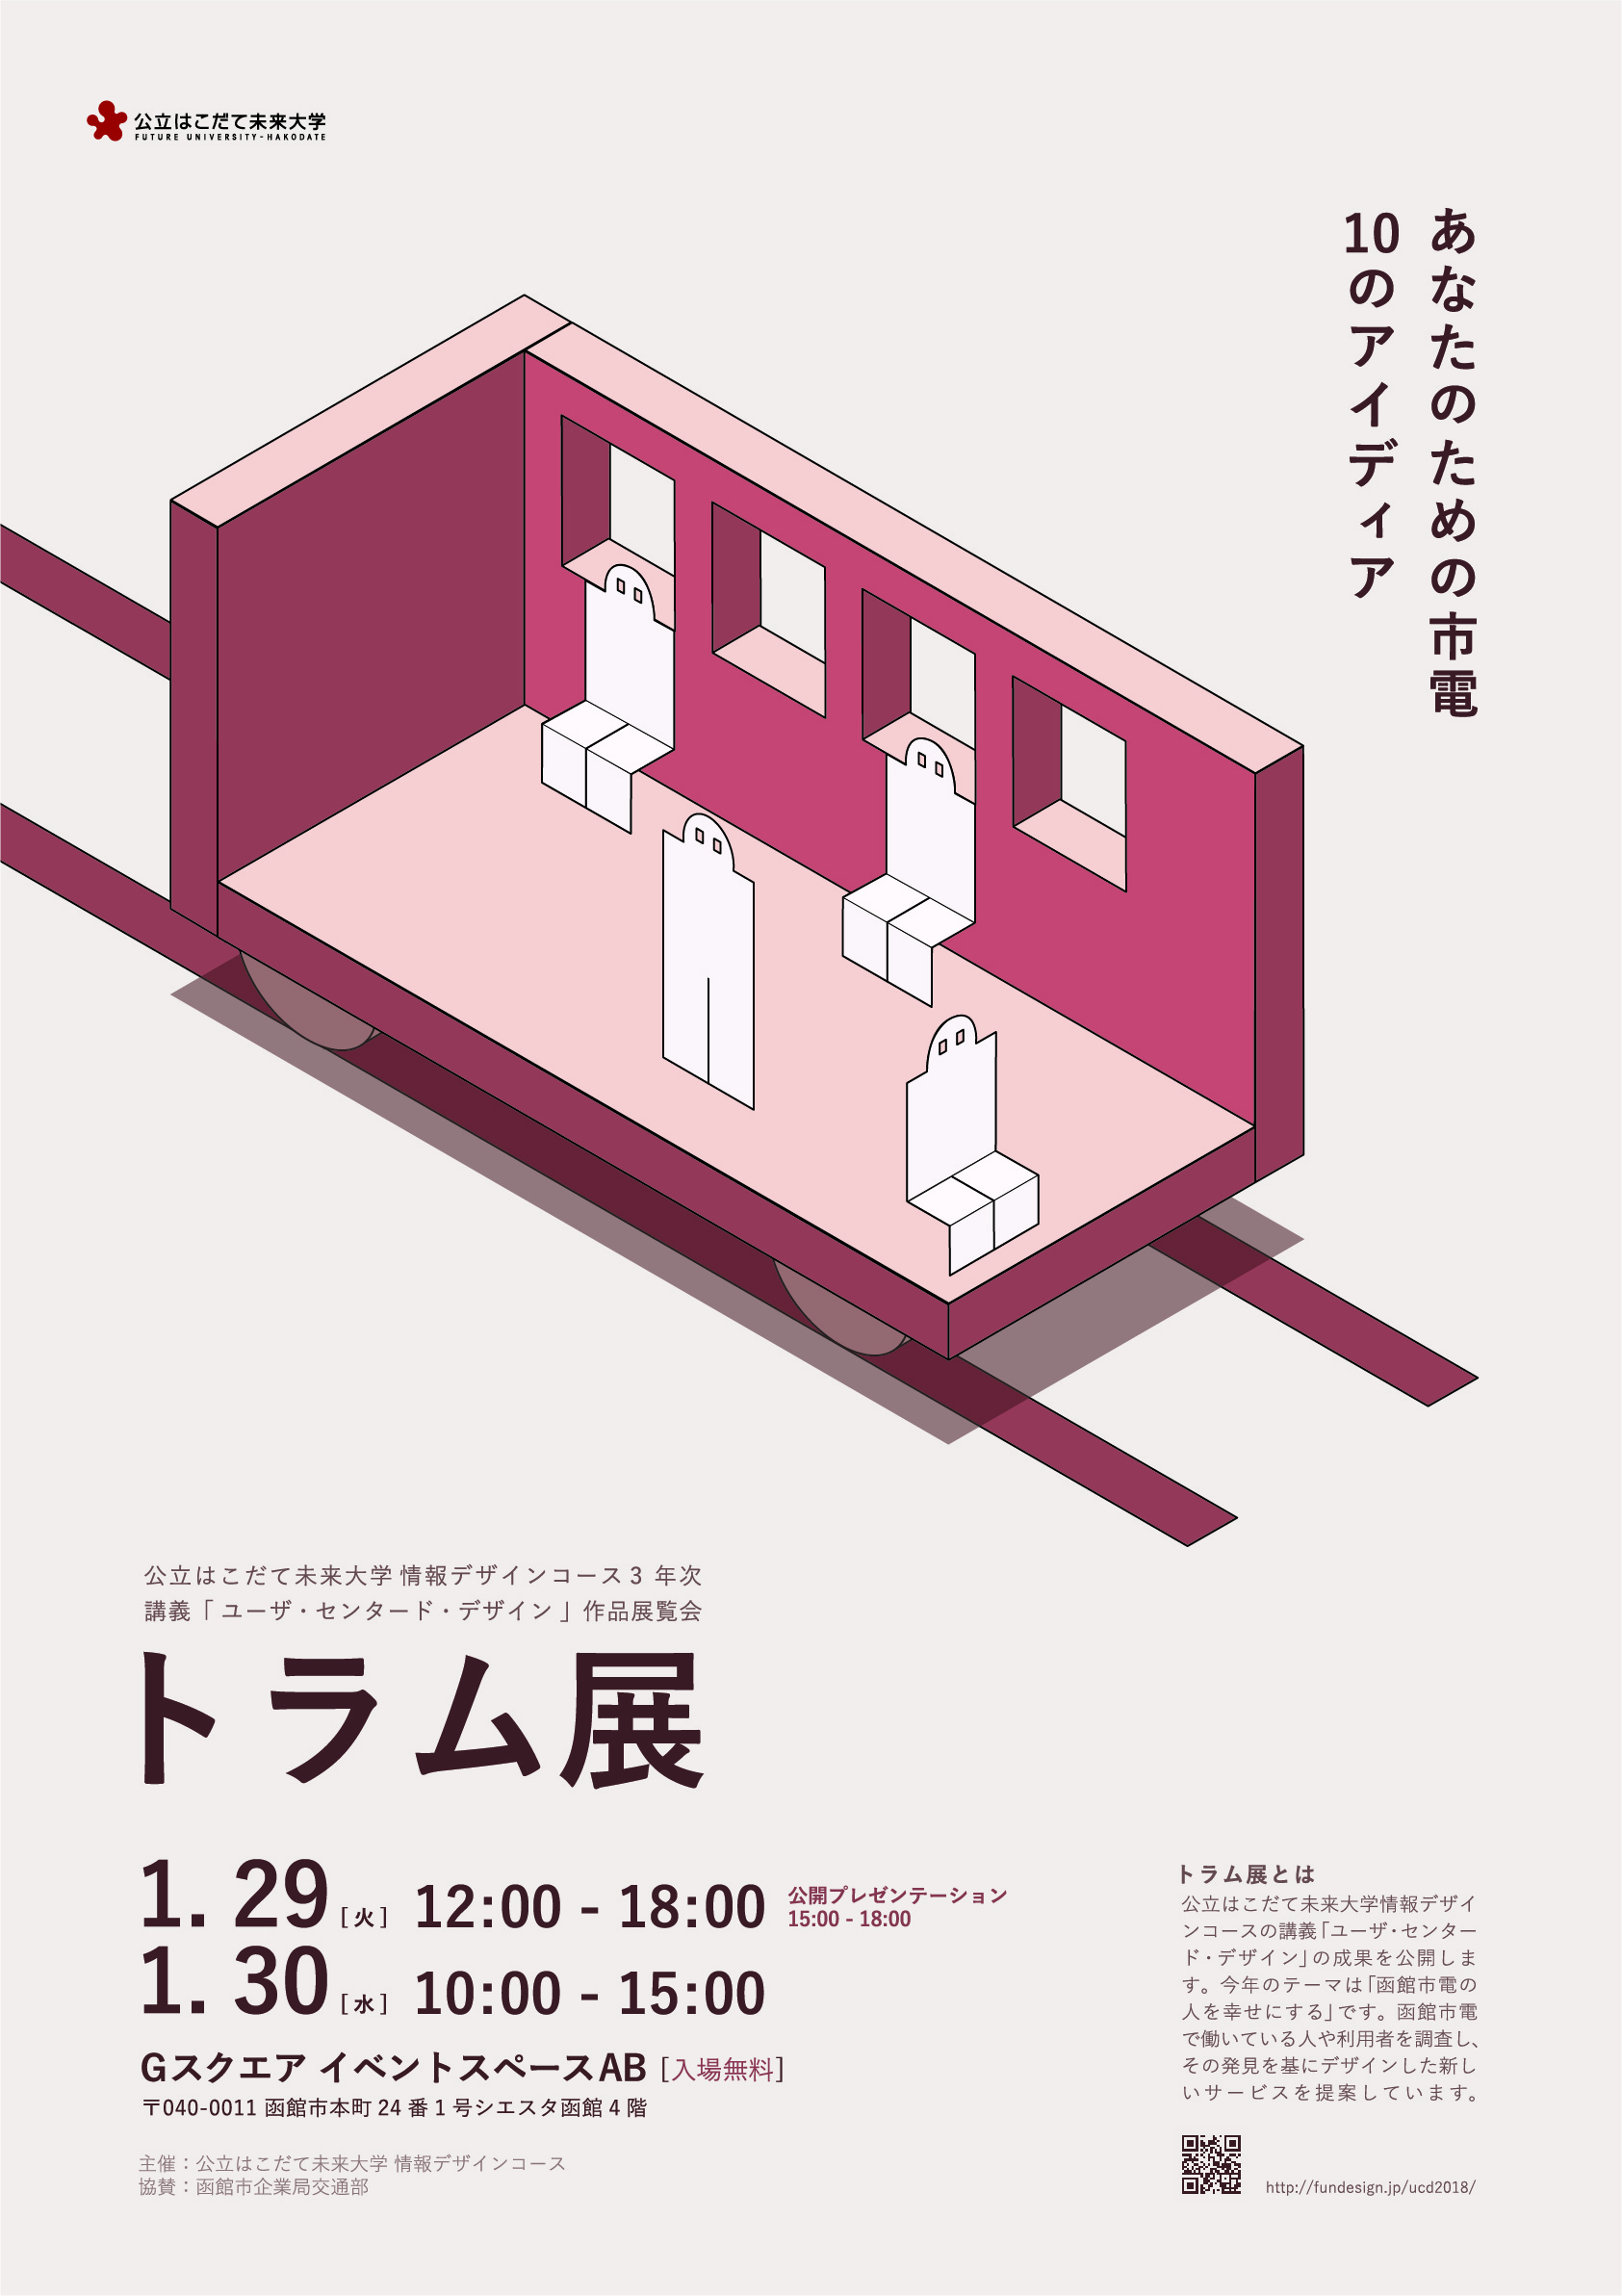 公立はこだて未来大学
FUTURE UNIVERSITY-HAKODATE
あなたのための市電
10のアイディア
公立はこだて未来大学 情報デザインコース3 年次
講義「 ユーザ・センタード・デザイン 」作品展覧会
トラム展
1. 29 [火] 12:00 - 18:00 公開プレゼンテーション
15:00 - 18:00
1. 30 [水] 10:00 - 15:00
Gスクエア イベントスペースAB [入場無料]
〒040-0011 函館市本町 24 番 1 号シエスタ函館 4 階
主催：公立はこだて未来大学 情報デザインコース
協賛：函館市企業局交通部
トラム展とは
公立はこだて未来大学情報デザイ
ンコースの講義「ユーザ・センター
ド・デザイン」の成果を公開しま
す。今年のテーマは「函館市電の
人を幸せにする」です。函館市電
で働いている人や利用者を調査し、
その発見を基にデザインした新し
いサービスを提案しています。
http://fundesign.jp/ucd2018/